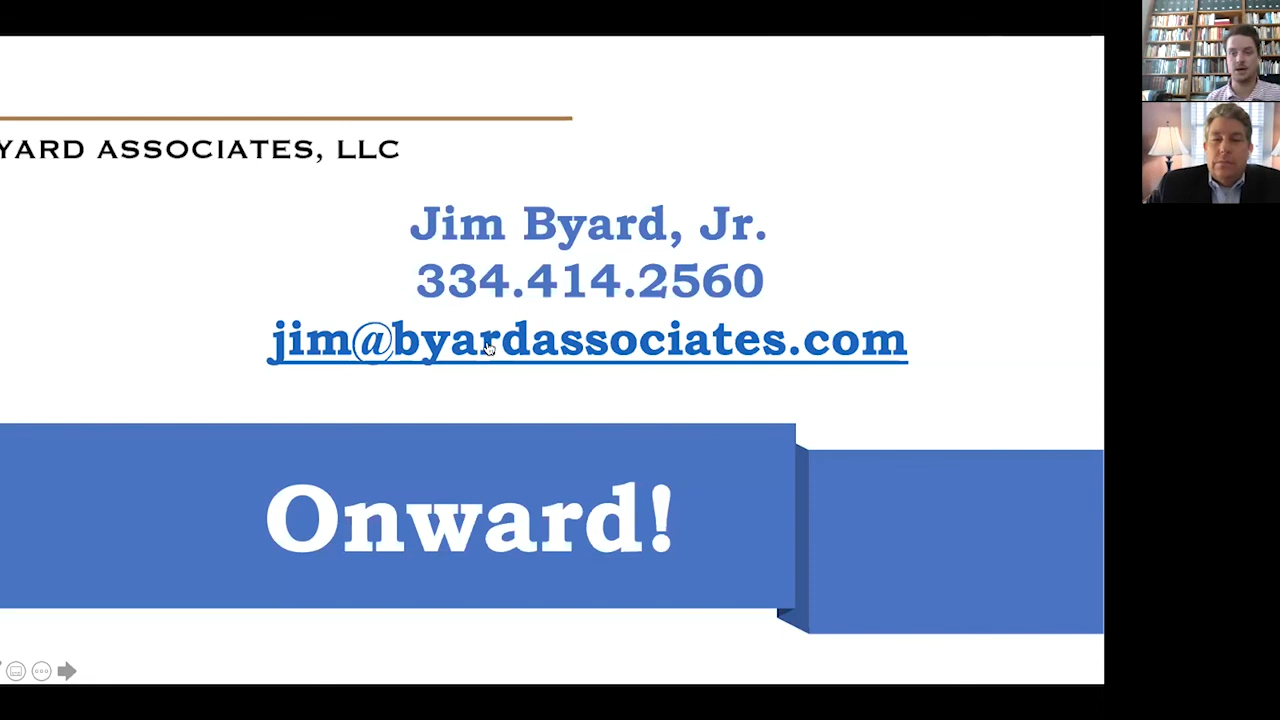 YARD ASSOCIATES, LLC
Jim Byard, Jr.
334.414.2560
jim@byardassociates.com
Onward!